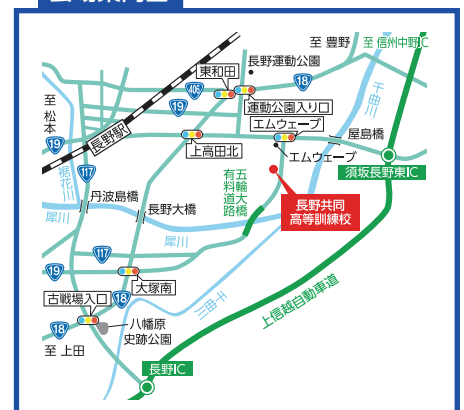 至 豊野
至 信州中野IC
長野運動公園
東和田
18
406
千曲川
至松本
19
運動公園入り口
エムウェーブ
19
長野駅
屋島橋
上高田北
エムウェーブ
117
須坂長野東IC
裾花川
五輪大橋
有料道路
丹波島橋
長野共同
高等訓練校
長野大橋
犀川
犀川
117
19
大塚南
上信越自動車道
古戦場入口
18
千曲川
18
八幡原
史跡公園
至 上田
長野IC